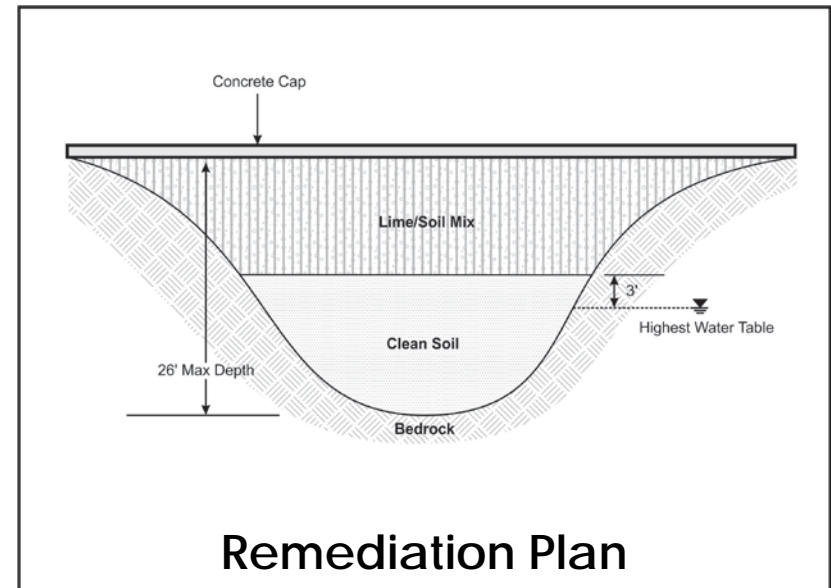 Concrete Cap
Lime/Soil Mix
3'
Highest Water Table
Clean Soil
26' Max Depth
Bedrock
Remediation Plan